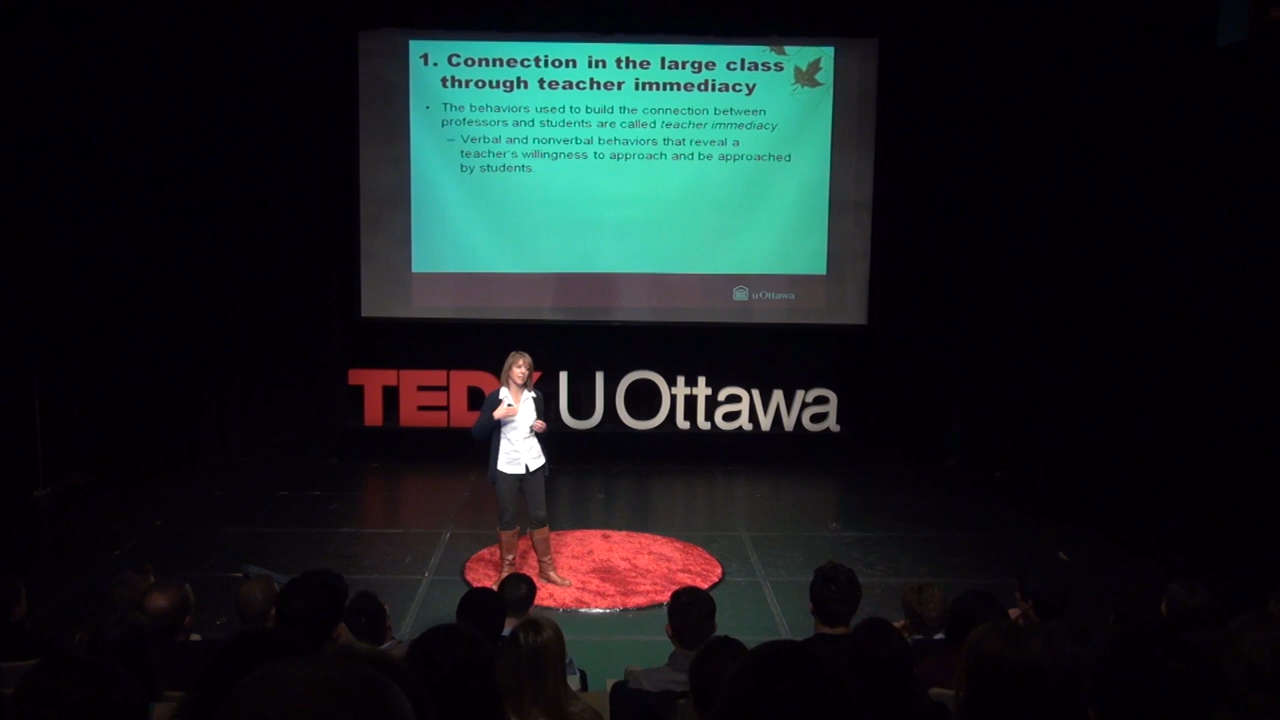 1. Connection in the large class
through teacher immediacy
• The behaviors used to build the connection between
professors and students are called teacher immediacy.
– Verbal and nonverbal behaviors that reveal a
teacher's willingness to approach and be approached
by students.
uOttawa
TEDx U Ottawa